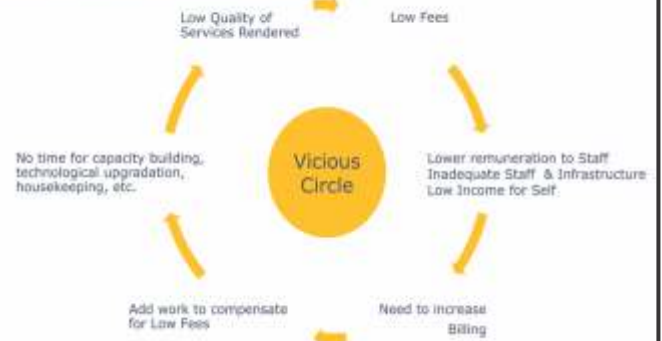 Low Quality of
Services Rendered
Low Fees
No time for capacity building,
technological upgradation,
housekeeping, etc.
Vicious
Circle
Lower remuneration to Staff
Inadequate Staff & Infrastructure
Low Income for Self
Add work to compensate
for Low Fees
Need to increase
Billing